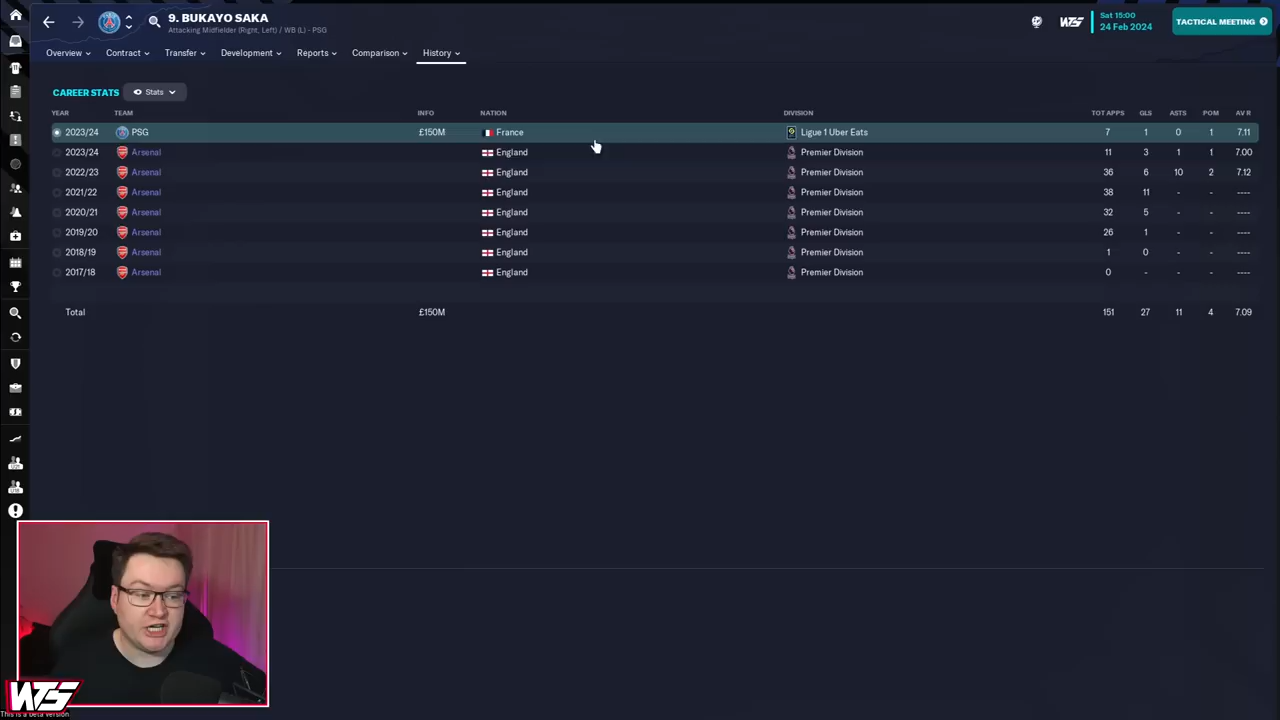 9. BUKAYO SAKA
Attacking Midfielder (Right, Left) / WB (L) - PSG
WTS
Sat 15:00
24 Feb 2024
TACTICAL MEETING
Overview
Contract
Transfer
Development
Reports
Comparison
History
CAREER STATS
Stats
YEAR TEAM INFO NATION DIVISION TOT APPS GLS ASTS POM AV R
2023/24 PSG £150M France Ligue 1 Uber Eats 7 1 0 1 7.11
2023/24 Arsenal England Premier Division 11 3 1 1 7.00
2022/23 Arsenal England Premier Division 36 6 10 2 7.12
2021/22 Arsenal England Premier Division 38 11 - - ----
2020/21 Arsenal England Premier Division 32 5 - - ----
2019/20 Arsenal England Premier Division 26 1 - - ----
2018/19 Arsenal England Premier Division 1 0 - - ----
2017/18 Arsenal England Premier Division 0 - - - ----
Total £150M 151 27 11 4 7.09
WTS
This is a beta version